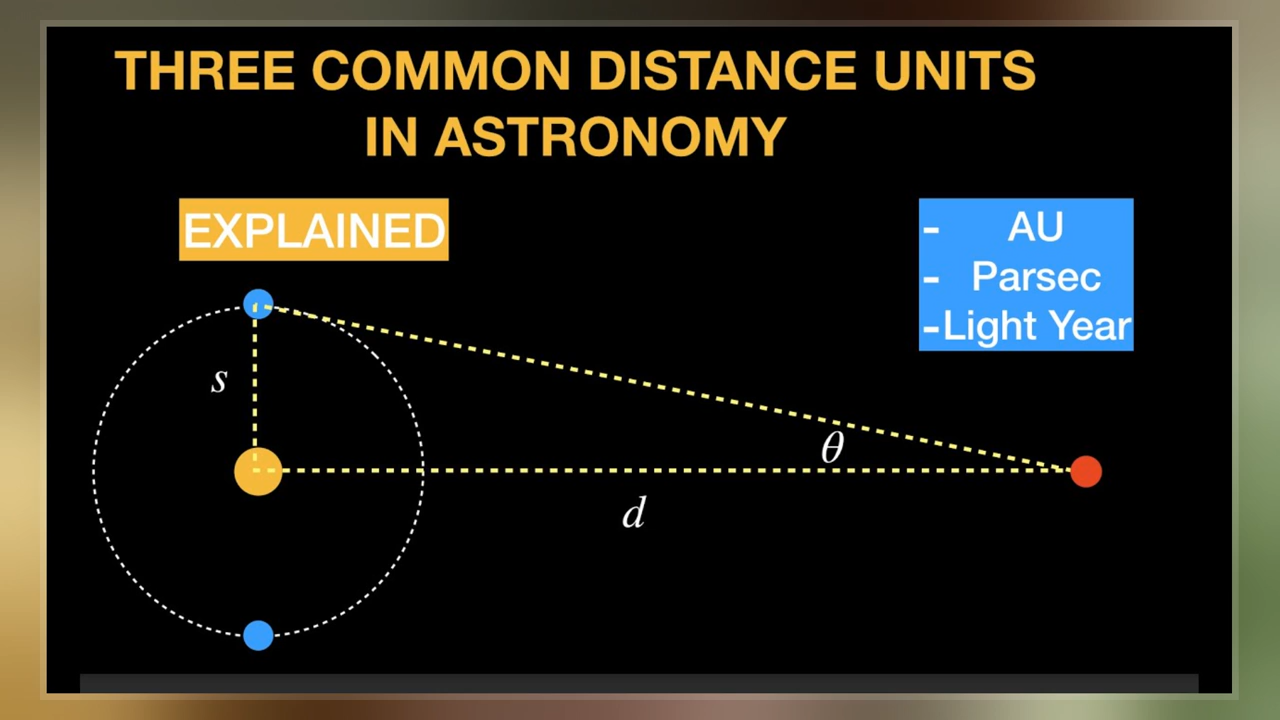 THREE COMMON DISTANCE UNITS
IN ASTRONOMY
EXPLAINED
- AU
- Parsec
-Light Year
s
θ
d